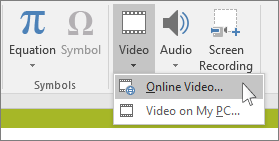 π Ω
Equation Symbol Video Audio Screen
Recording
Symbols
Online Video...
Video on My PC...